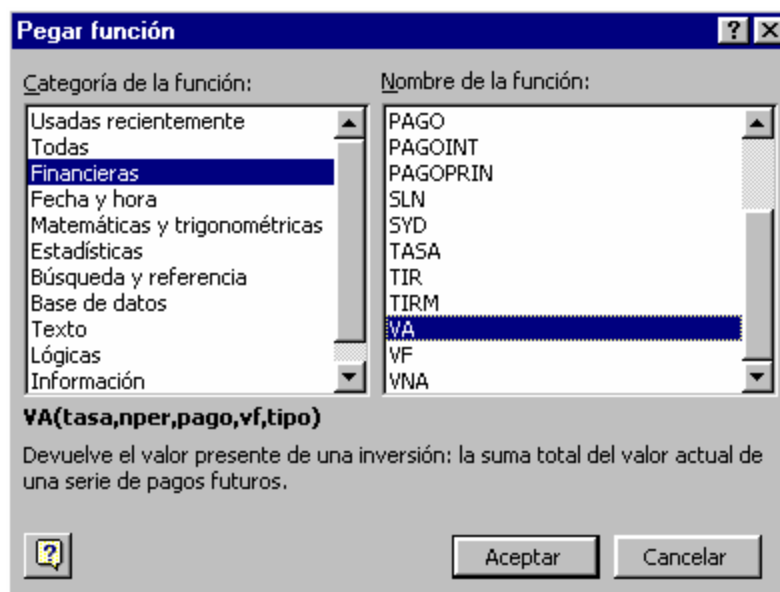 Pegar función
Categoría de la función:
Nombre de la función:
Usadas recientemente
Todas
Financieras
Fecha y hora
Matemáticas y trigonométricas
Estadísticas
Búsqueda y referencia
Base de datos
Texto
Lógicas
Información
PAGO
PAGOINT
PAGOPRIN
SLN
SYD
TASA
TIR
TIRM
VA
VF
VNA
VA(tasa,nper,pago,vf,tipo)
Devuelve el valor presente de una inversión: la suma total del valor actual de
una serie de pagos futuros.
Aceptar
Cancelar